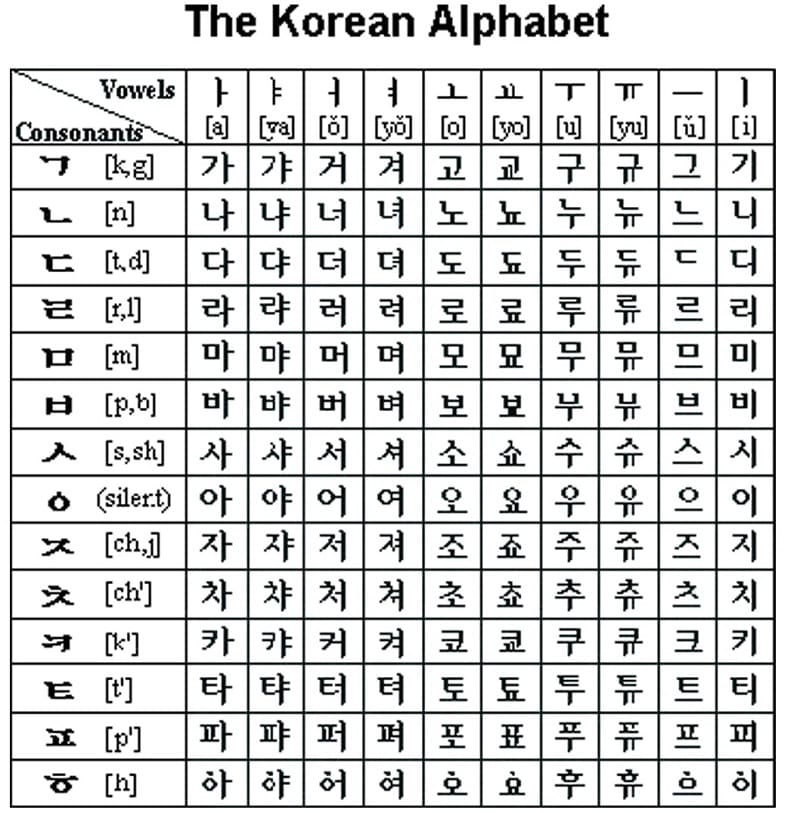 The Korean Alphabet
Vowels ㅏ ㅑ ㅓ ㅕ ㅗ ㅛ ㅜ ㅠ ㅡ ㅣ
Consonants [a] [ya] [ŏ] [yŏ] [o] [yo] [u] [yu] [ŭ] [i]
ㄱ [k,g] 가 갸 거 겨 고 교 구 규 그 기
ㄴ [n] 나 냐 너 녀 노 뇨 누 뉴 느 니
ㄷ [t,d] 다 댜 더 뎌 도 됴 두 듀 드 디
ㄹ [r,l] 라 랴 러 려 로 료 루 류 르 리
ㅁ [m] 마 먀 머 며 모 묘 무 뮤 므 미
ㅂ [p,b] 바 뱌 버 벼 보 뵤 부 뷰 브 비
ㅅ [s,sh] 사 샤 서 셔 소 쇼 수 슈 스 시
ㅇ (silent) 아 야 어 여 오 요 우 유 으 이
ㅈ [ch,j] 자 쟈 저 져 조 죠 주 쥬 즈 지
ㅊ [ch'] 차 챠 처 쳐 초 쵸 추 츄 츠 치
ㅋ [k'] 카 캬 커 켜 코 쿄 쿠 큐 크 키
ㅌ [t'] 타 탸 터 텨 토 툐 투 튜 트 티
ㅍ [p'] 파 퍄 퍼 펴 포 표 푸 퓨 프 피
ㅎ [h] 하 햐 허 혀 호 효 후 휴 흐 히